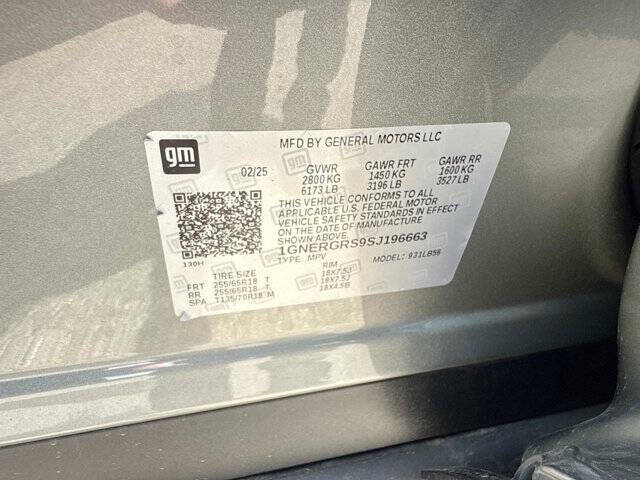 gm
MFD BY GENERAL MOTORS LLC
02/25 GVWR GAWR FRT GAWR RR
2800 KG 1450 KG 1600 KG
6173 LB 3196 LB 3527 LB
THIS VEHICLE CONFORMS TO ALL
APPLICABLE U.S. FEDERAL MOTOR
VEHICLE SAFETY STANDARDS IN EFFECT
ON THE DATE OF MANUFACTURE
SHOWN ABOVE.
1GNERGRS9SJ196663
130H TYPE: MPV MODEL: 931LB56
TIRE SIZE RIM
FRT 255/65R18 T 18X7.5J
RR 255/65R18 T 18X7.5J
SPA T135/70R18 M 18X4.5B